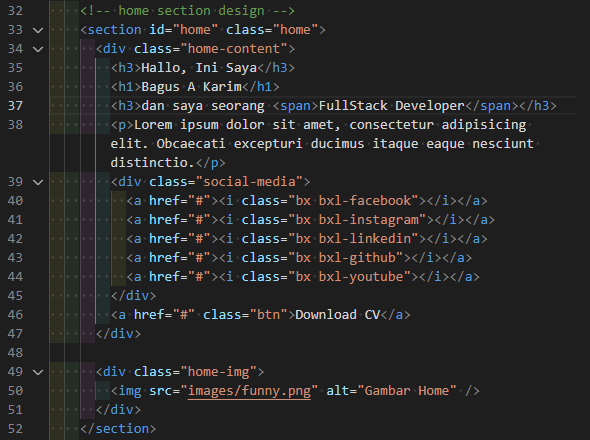 32 <!-- home section design -->
33 <section id="home" class="home">
34 <div class="home-content">
35 <h3>Hallo, Ini Saya</h3>
36 <h1>Bagus A Karim</h1>
37 <h3>dan saya seorang <span>FullStack Developer</span></h3>
38 <p>Lorem ipsum dolor sit amet, consectetur adipisicing
elit. Obcaecati excepturi ducimus itaque eaque nesciunt
distinctio.</p>
39 <div class="social-media">
40 <a href="#"><i class="bx bxl-facebook"></i></a>
41 <a href="#"><i class="bx bxl-instagram"></i></a>
42 <a href="#"><i class="bx bxl-linkedin"></i></a>
43 <a href="#"><i class="bx bxl-github"></i></a>
44 <a href="#"><i class="bx bxl-youtube"></i></a>
45 </div>
46 <a href="#" class="btn">Download CV</a>
47 </div>
48
49 <div class="home-img">
50 <img src="images/funny.png" alt="Gambar Home" />
51 </div>
52 </section>